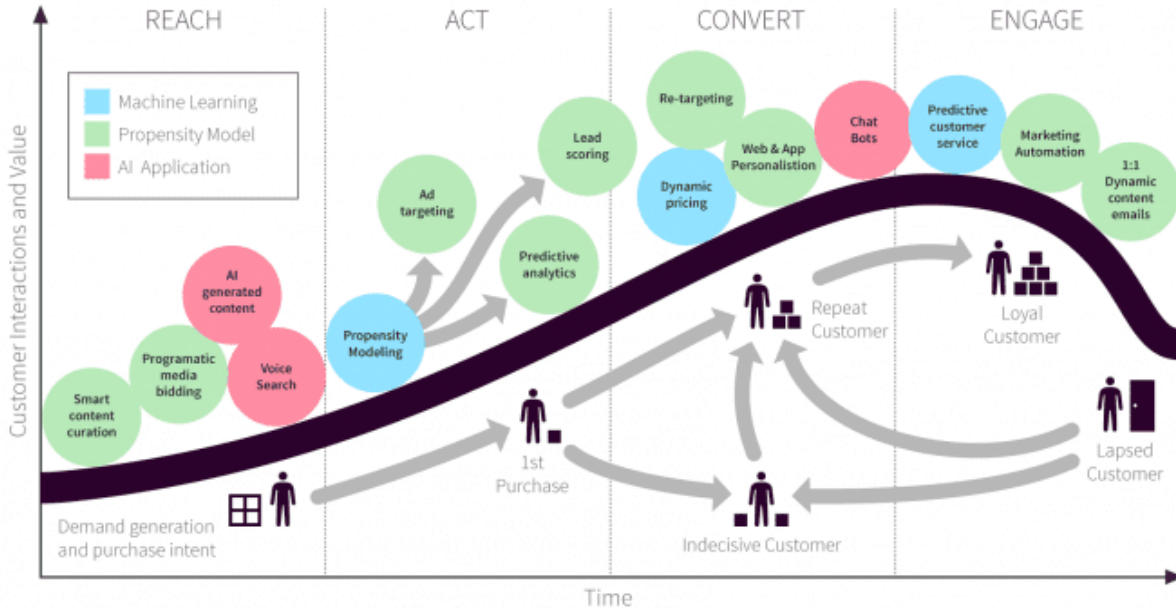 REACH
ACT
CONVERT
ENGAGE
Customer Interactions and Value
Machine Learning
Propensity Model
AI Application
Smart
content
curation
Programatic
media
bidding
AI
generated
content
Voice
Search
Propensity
Modeling
Ad
targeting
Lead
scoring
Predictive
analytics
Re-targeting
Dynamic
pricing
Web & App
Personalistion
Chat
Bots
Predictive
customer
service
Marketing
Automation
1:1
Dynamic
content
emails
Demand generation
and purchase intent
1st
Purchase
Repeat
Customer
Indecisive Customer
Loyal
Customer
Lapsed
Customer
Time